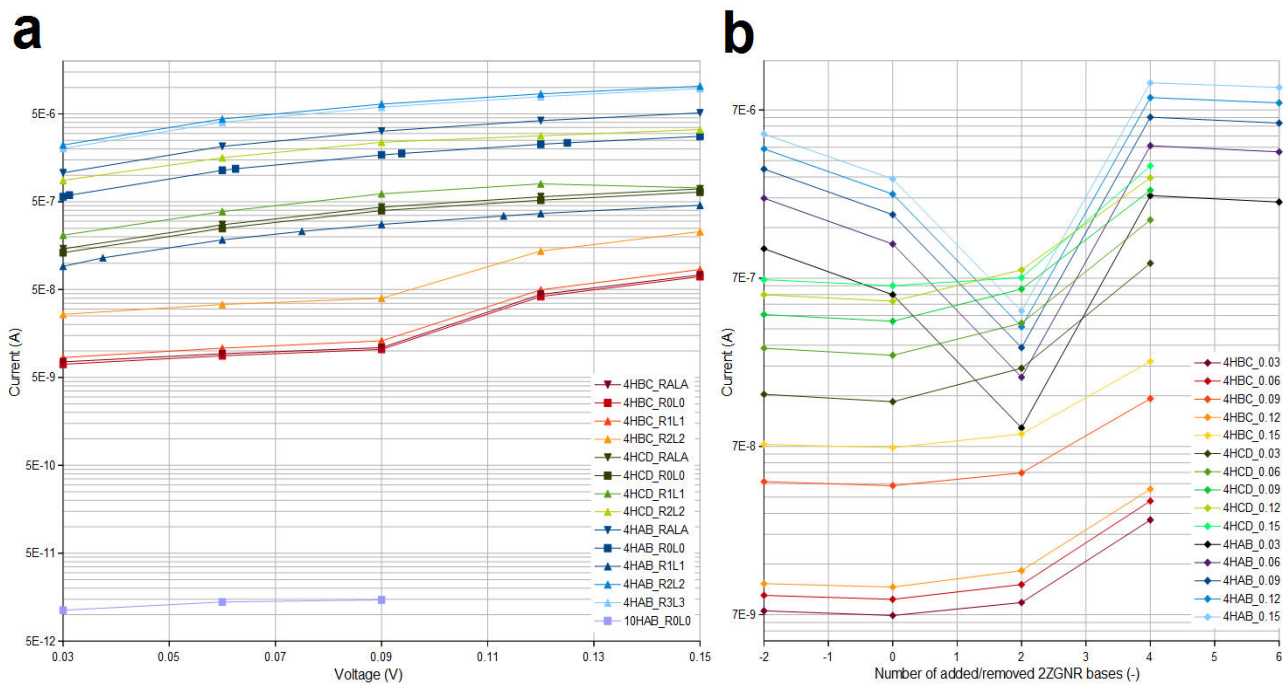 a
Current (A)
5E-6
5E-7
5E-8
5E-9
5E-10
5E-11
5E-12
0.03
0.05
0.07
0.09
0.11
0.13
0.15
Voltage (V)
4HBC_RALA
4HBC_R0L0
4HBC_R1L1
4HBC_R2L2
4HCD_RALA
4HCD_R0L0
4HCD_R1L1
4HCD_R2L2
4HAB_RALA
4HAB_R0L0
4HAB_R1L1
4HAB_R2L2
4HAB_R3L3
10HAB_R0L0
b
Current (A)
7E-6
7E-7
7E-8
7E-9
-2
-1
0
1
2
3
4
5
6
Number of added/removed 2ZGNR bases (-)
4HBC_0.03
4HBC_0.06
4HBC_0.09
4HBC_0.12
4HBC_0.15
4HCD_0.03
4HCD_0.06
4HCD_0.09
4HCD_0.12
4HCD_0.15
4HAB_0.03
4HAB_0.06
4HAB_0.09
4HAB_0.12
4HAB_0.15